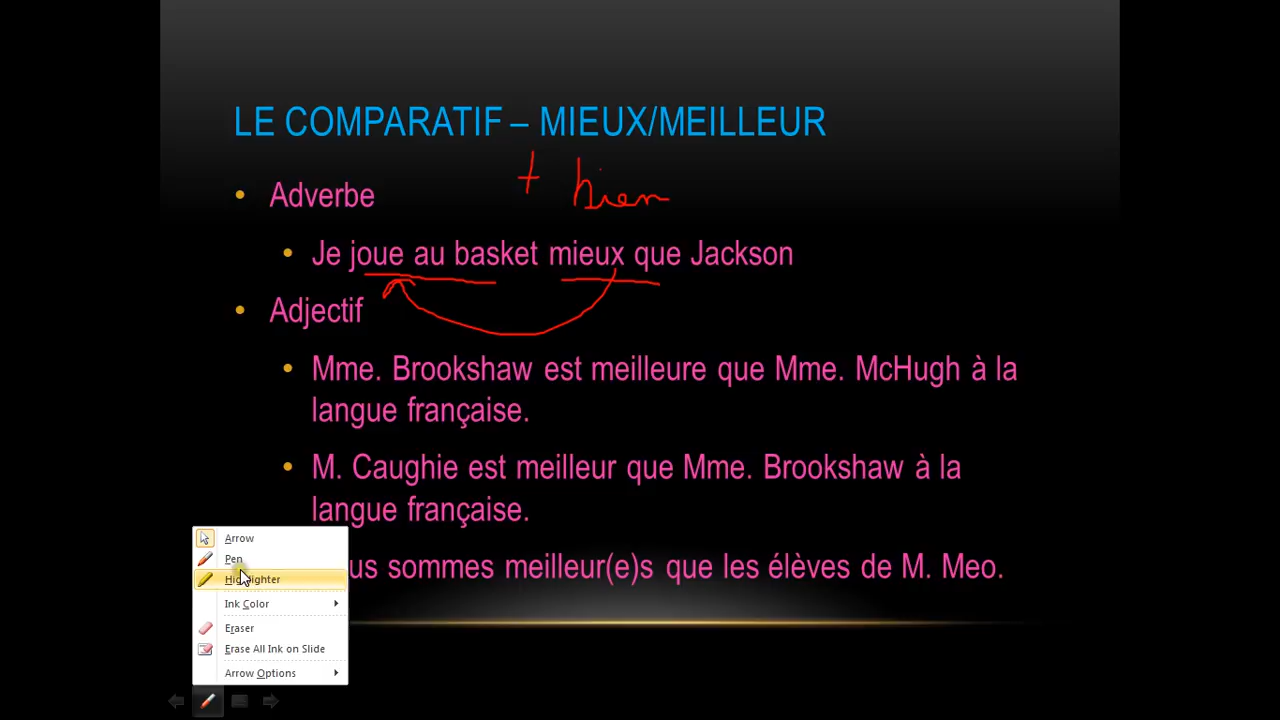 LE COMPARATIF – MIEUX/MEILLEUR
+ bien
• Adverbe
• Je joue au basket mieux que Jackson
• Adjectif
• Mme. Brookshaw est meilleure que Mme. McHugh à la
langue française.
• M. Caughie est meilleur que Mme. Brookshaw à la
langue française.
us sommes meilleur(e)s que les élèves de M. Meo.
Arrow
Pen
Highlighter
Ink Color
Eraser
Erase All Ink on Slide
Arrow Options